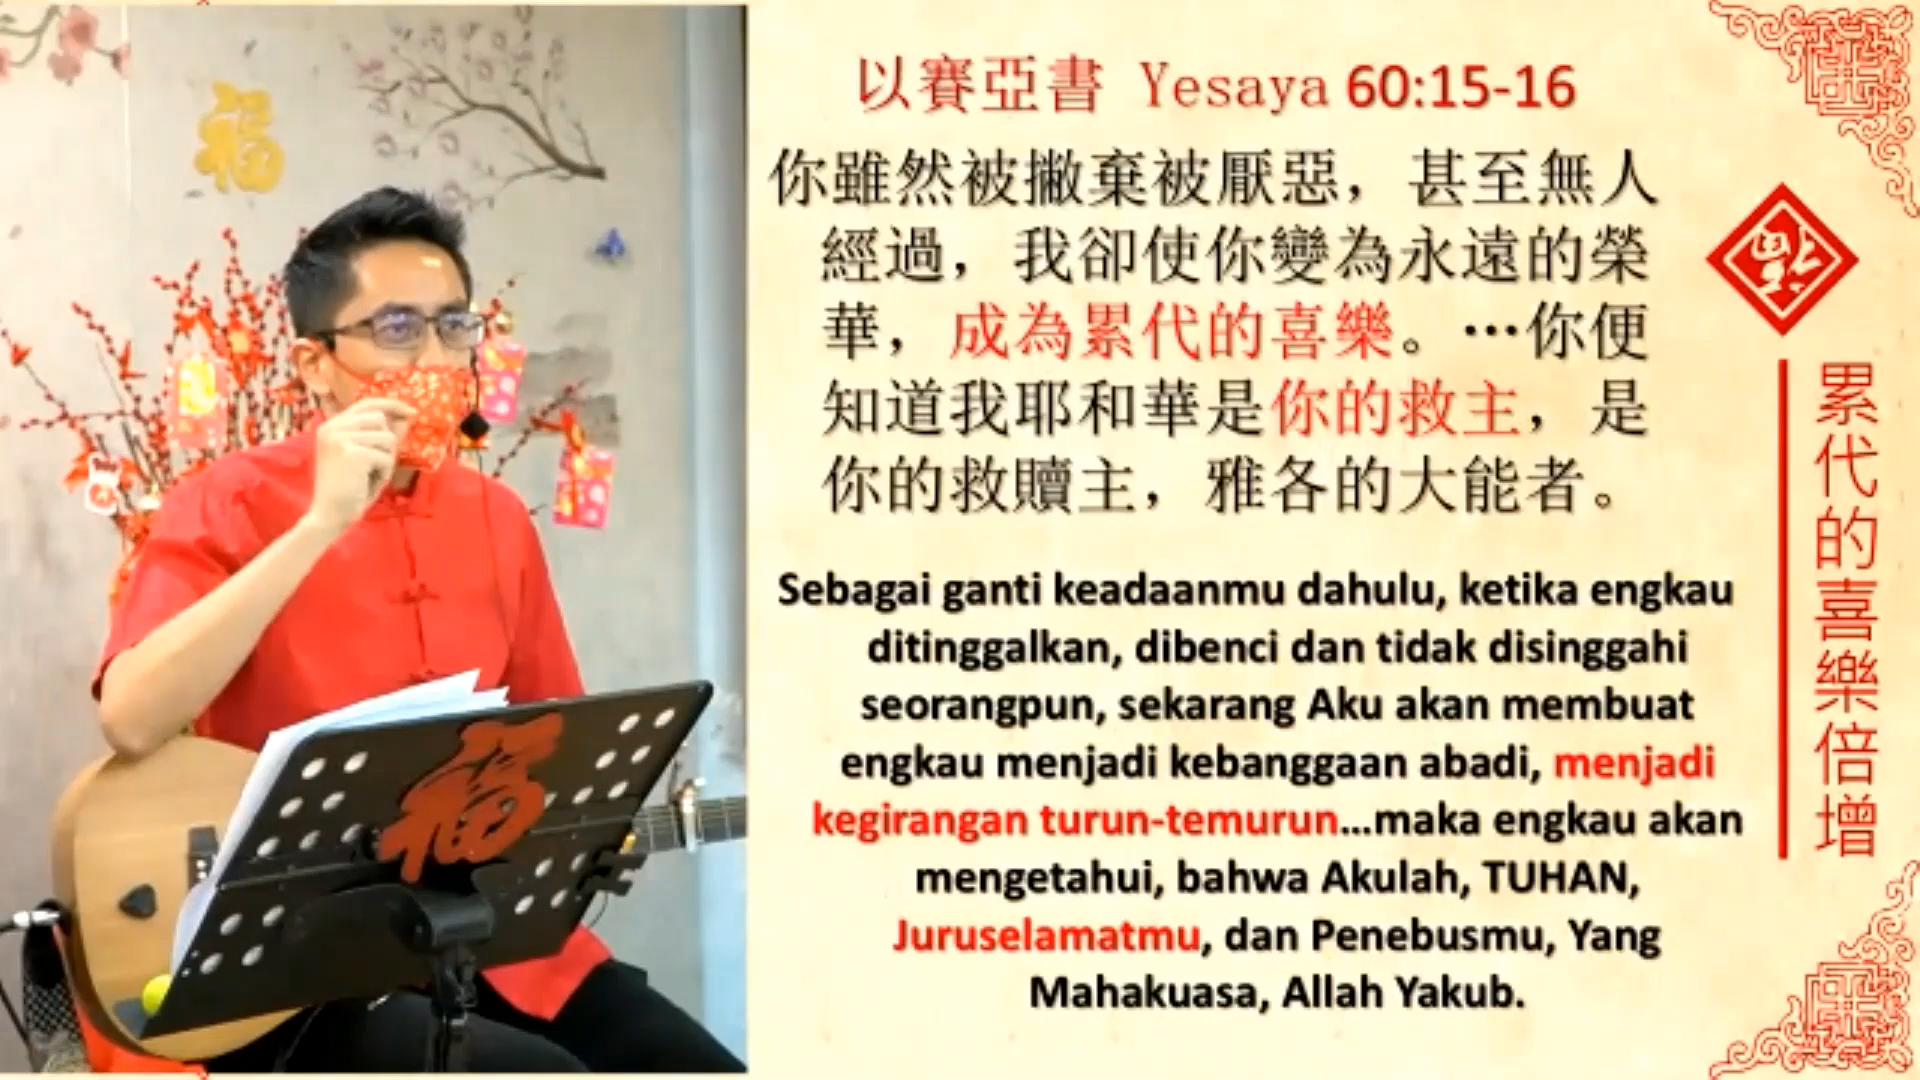 福
以賽亞書 Yesaya 60:15-16
你雖然被撇棄被厭惡，甚至無人
經過，我卻使你變為永遠的榮
華，成為累代的喜樂。…你便
知道我耶和華是你的救主，是
你的救贖主，雅各的大能者。
Sebagai ganti keadaanmu dahulu, ketika engkau
ditinggalkan, dibenci dan tidak disinggahi
seorangpun, sekarang Aku akan membuat
engkau menjadi kebanggaan abadi, menjadi
kegirangan turun-temurun…maka engkau akan
mengetahui, bahwa Akulah, TUHAN,
Juruselamatmu, dan Penebusmu, Yang
Mahakuasa, Allah Yakub.
福
累代的喜樂倍增
福